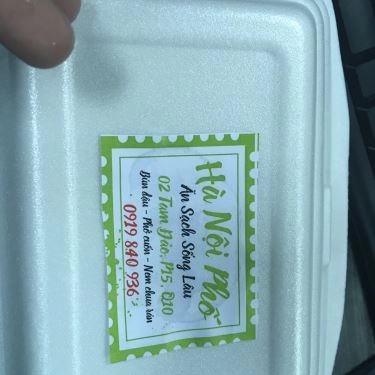 Hà Nội Phố
Ăn Sạch Sống Lâu
02 Tam Đảo, P15, Q10
Bún đậu - Phở cuốn - Nem chua rán
0919 840 936